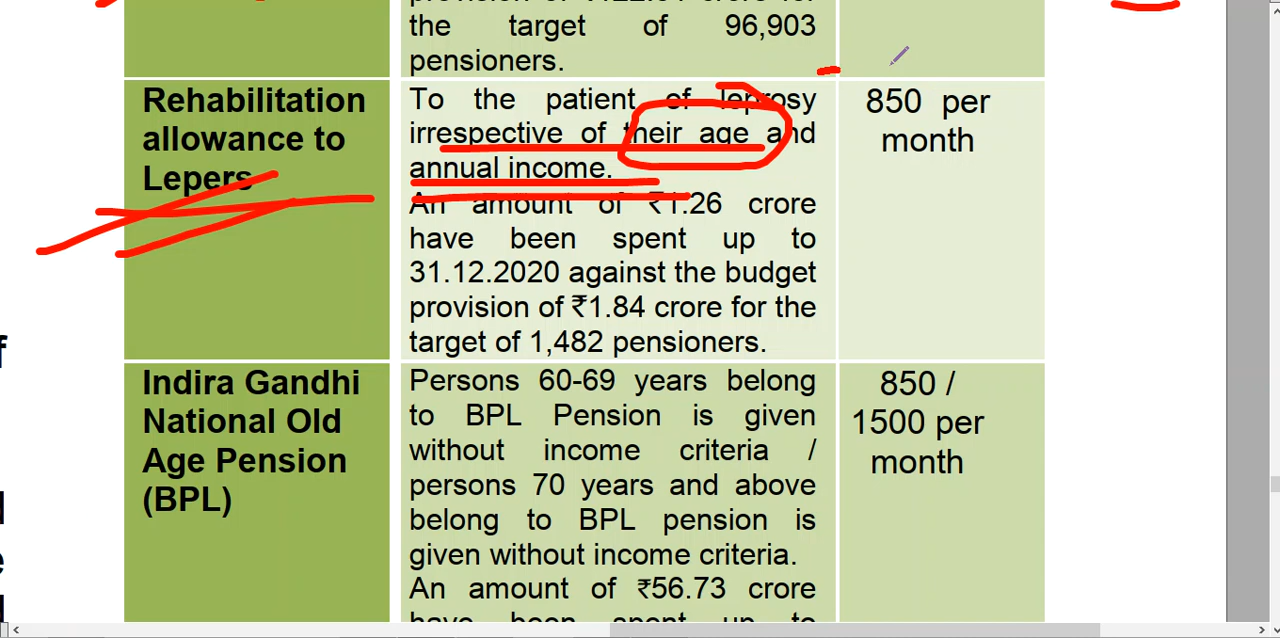 the target of 96,903
pensioners.
Rehabilitation
allowance to
Lepers
To the patient of leprosy
irrespective of their age and
annual income.
An amount of ₹1.26 crore
have been spent up to
31.12.2020 against the budget
provision of ₹1.84 crore for the
target of 1,482 pensioners.
850 per
month
Indira Gandhi
National Old
Age Pension
(BPL)
Persons 60-69 years belong
to BPL Pension is given
without income criteria /
persons 70 years and above
belong to BPL pension is
given without income criteria.
An amount of ₹56.73 crore
have been spent up to
850 /
1500 per
month